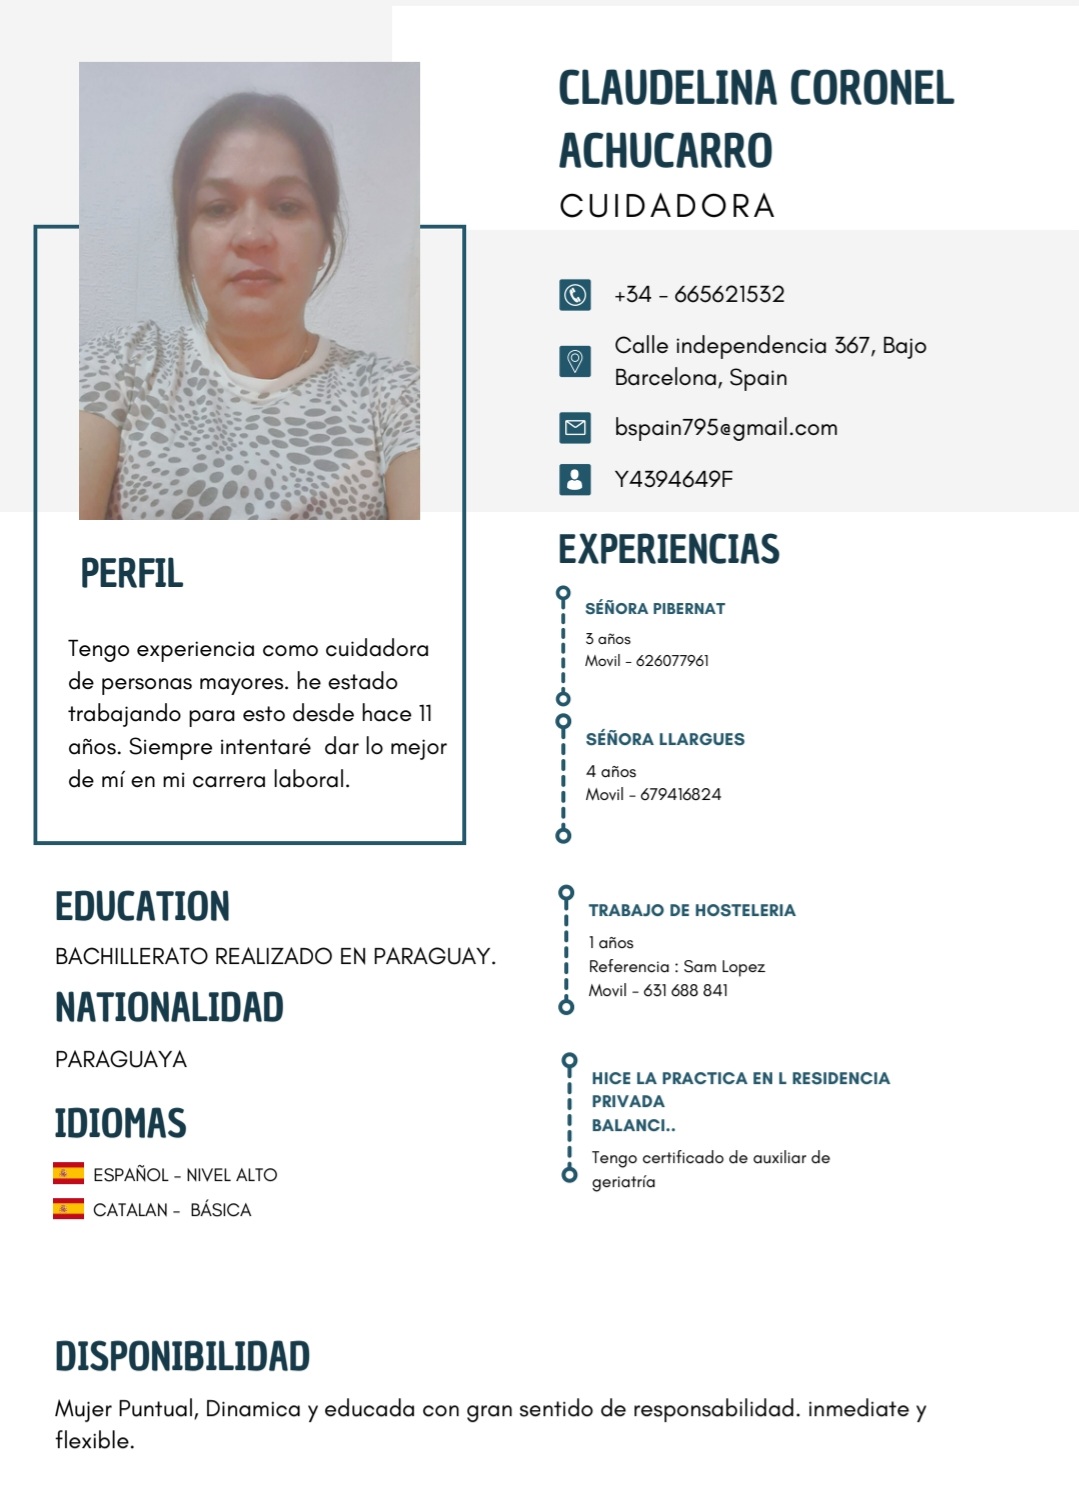 CLAUDELINA CORONEL
ACHUCARRO
CUIDADORA
+34 - 665621532
Calle independencia 367, Bajo
Barcelona, Spain
bspain795@gmail.com
Y4394649F
PERFIL
Tengo experiencia como cuidadora
de personas mayores. he estado
trabajando para esto desde hace 11
años. Siempre intentaré  dar lo mejor
de mí en mi carrera laboral.
EDUCATION
BACHILLERATO REALIZADO EN PARAGUAY.
NATIONALIDAD
PARAGUAYA
IDIOMAS
ESPAÑOL - NIVEL ALTO
CATALAN -  BÁSICA
EXPERIENCIAS
SÉÑORA PIBERNAT
3 años
Movil - 626077961
SÉÑORA LLARGUES
4 años
Movil - 679416824
TRABAJO DE HOSTELERIA
1 años
Referencia : Sam Lopez
Movil - 631 688 841
HICE LA PRACTICA EN L RESIDENCIA
PRIVADA
BALANCI..
Tengo certificado de auxiliar de
geriatría
DISPONIBILIDAD
Mujer Puntual, Dinamica y educada con gran sentido de responsabilidad. inmediate y
flexible.